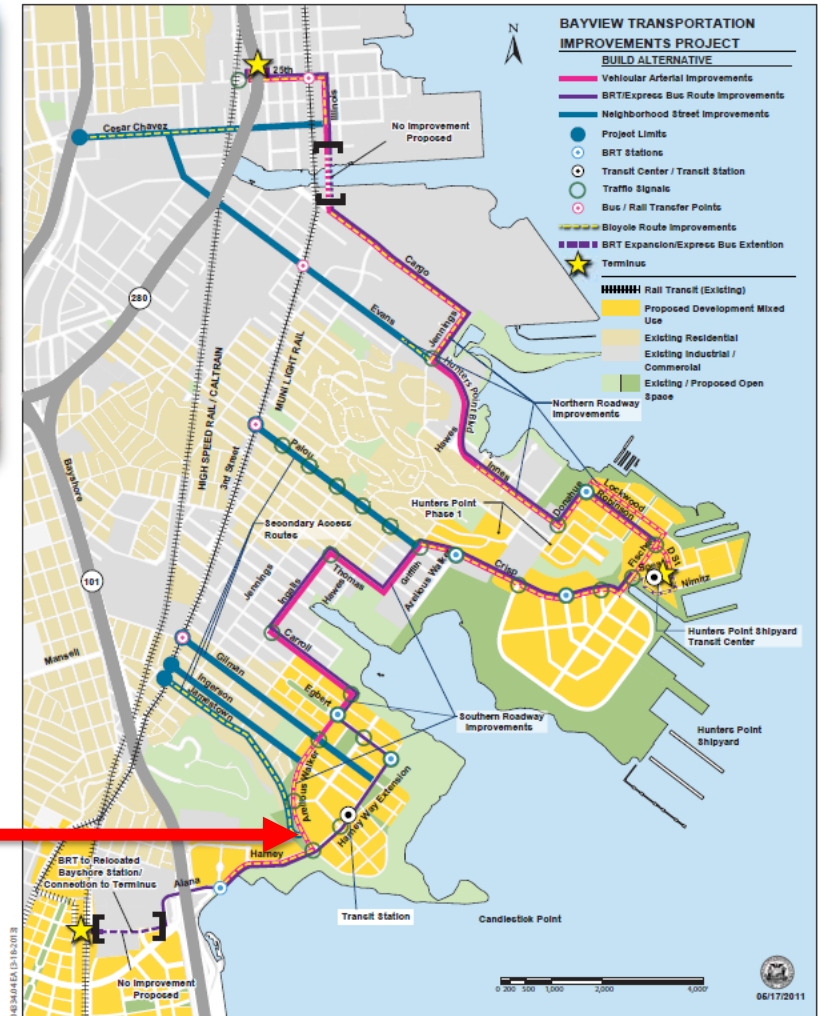 BAYVIEW TRANSPORTATION
IMPROVEMENTS PROJECT
BUILD ALTERNATIVE
Vehicular Arterial Improvements
BRT/Express Bus Route Improvements
Neighborhood Street Improvements
Project Limits
BRT Stations
Transit Center / Transit Station
Traffic Signals
Bus / Rail Transfer Points
Bicycle Route Improvements
BRT Expansion/Express Bus Extention
Terminus
Rail Transit (Existing)
Proposed Development Mixed
Use
Existing Residential
Existing Industrial /
Commercial
Existing / Proposed Open
Space
N
25th
Illinois
Cesar Chavez
No Improvement
Proposed
Cargo
280
Evans
Jennings
Hunters Point Blvd
HIGH SPEED RAIL / CALTRAIN
MUNI LIGHT RAIL
3rd Street
Northern Roadway
Improvements
Hawes
Innes
Bayshore
Palou
Hunters Point
Phase 1
Donahue
Lockwood
Robinson
Secondary Access
Routes
Griffin
Arelious Walker
Crisp
Fischer
D St
Nimitz
101
Jennings
Ingalls
Thomas
Hawes
Carroll
Hunters Point Shipyard
Transit Center
Mansell
Gilman
Ingerson
Jamestown
Egbert
Southern Roadway
Improvements
Hunters Point
Shipyard
Arelious Walker
Harney Way Extension
BRT to Relocated
Bayshore Station/
Connection to Terminus
Harney
Alana
Transit Station
Candlestick Point
No Improvement
Proposed
0 200 500 1,000 2,000 4,000'
06/17/2011